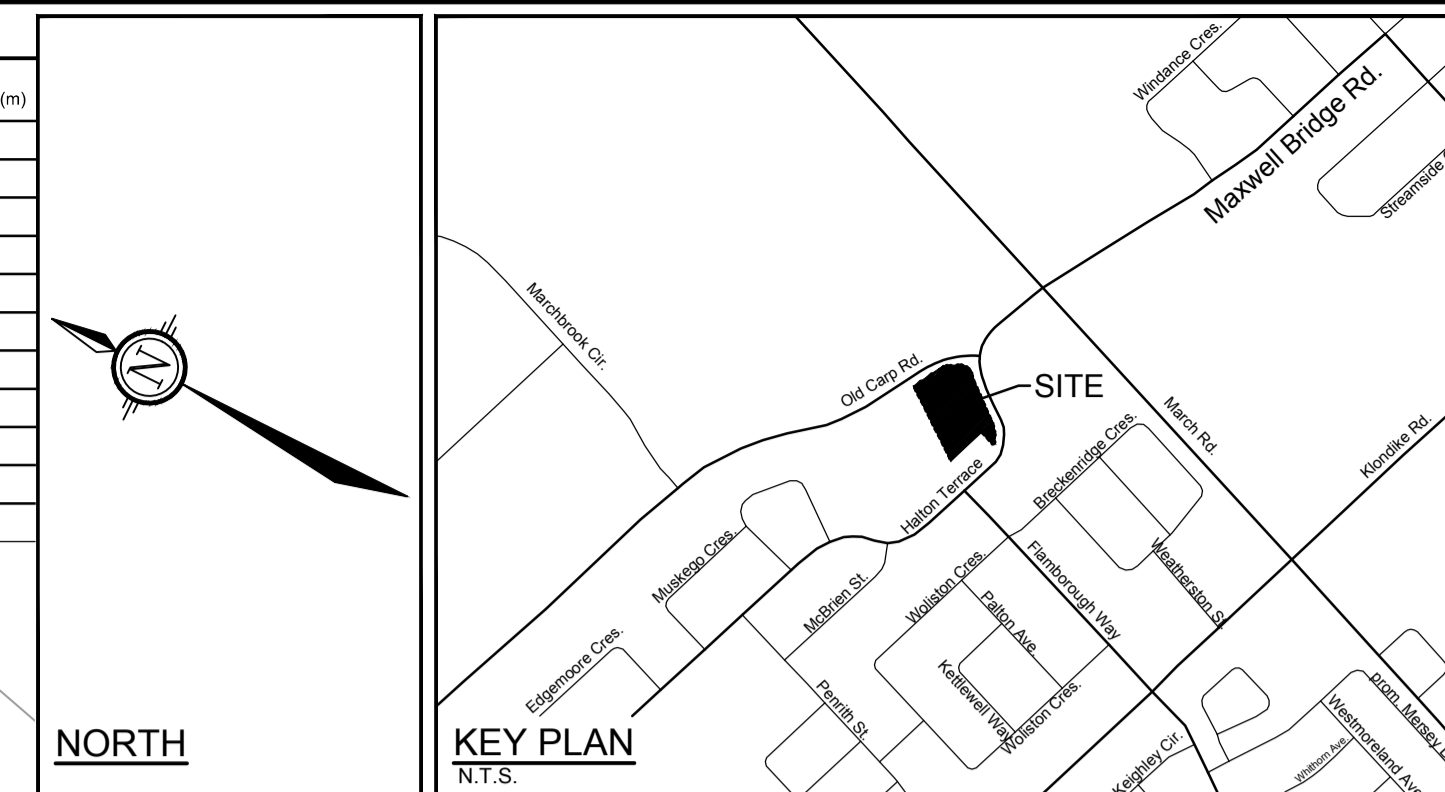 (m)
N
NORTH
KEY PLAN
N.T.S.
Windance Cres.
Maxwell Bridge Rd.
Streamside
Marchbrook Cir.
Old Carp Rd.
SITE
March Rd.
Klondike Rd.
Breckenridge Cres.
Halton Terrace
Muskego Cres.
McBrien St.
Woliston Cres.
Flamborough Way
Weatherston St.
Palton Ave.
Edgemoore Cres.
Penrith St.
Kettlewell Way
Woliston Cres.
Keighley Cir.
prom. Mersey
Westmoreland Ave
Whithorn Ave.